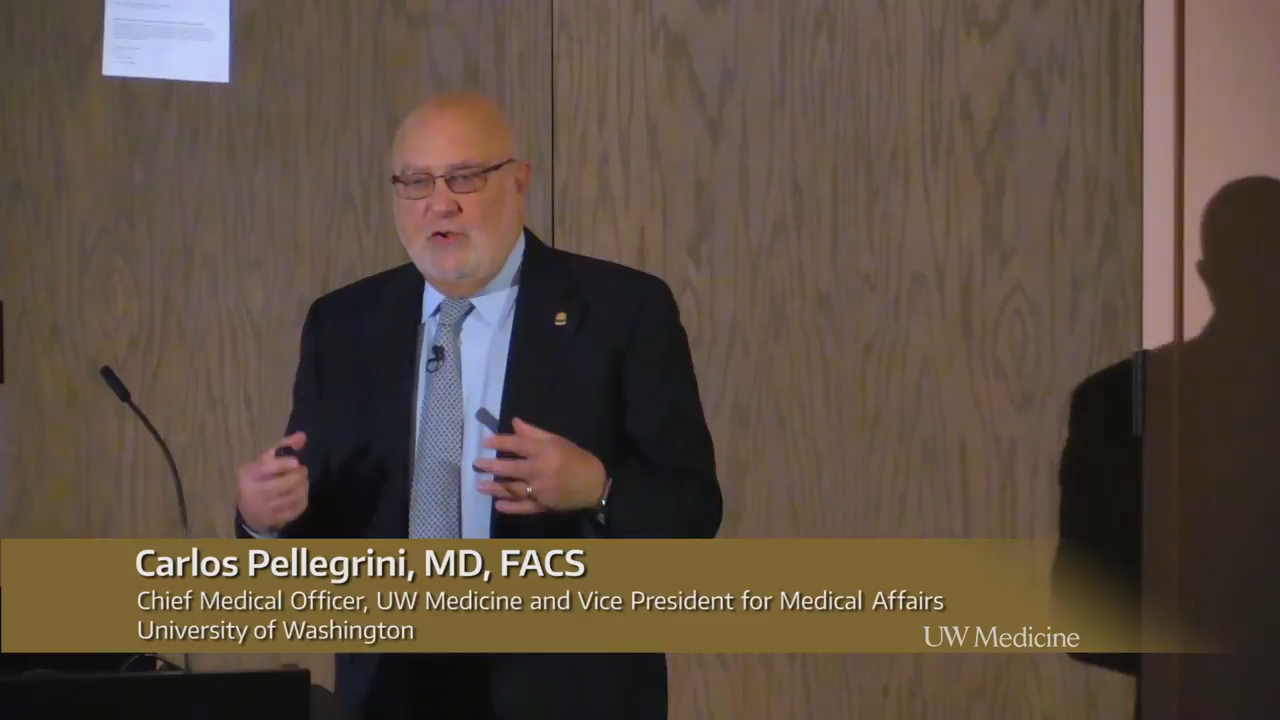 Carlos Pellegrini, MD, FACS
Chief Medical Officer, UW Medicine and Vice President for Medical Affairs
University of Washington
UW Medicine